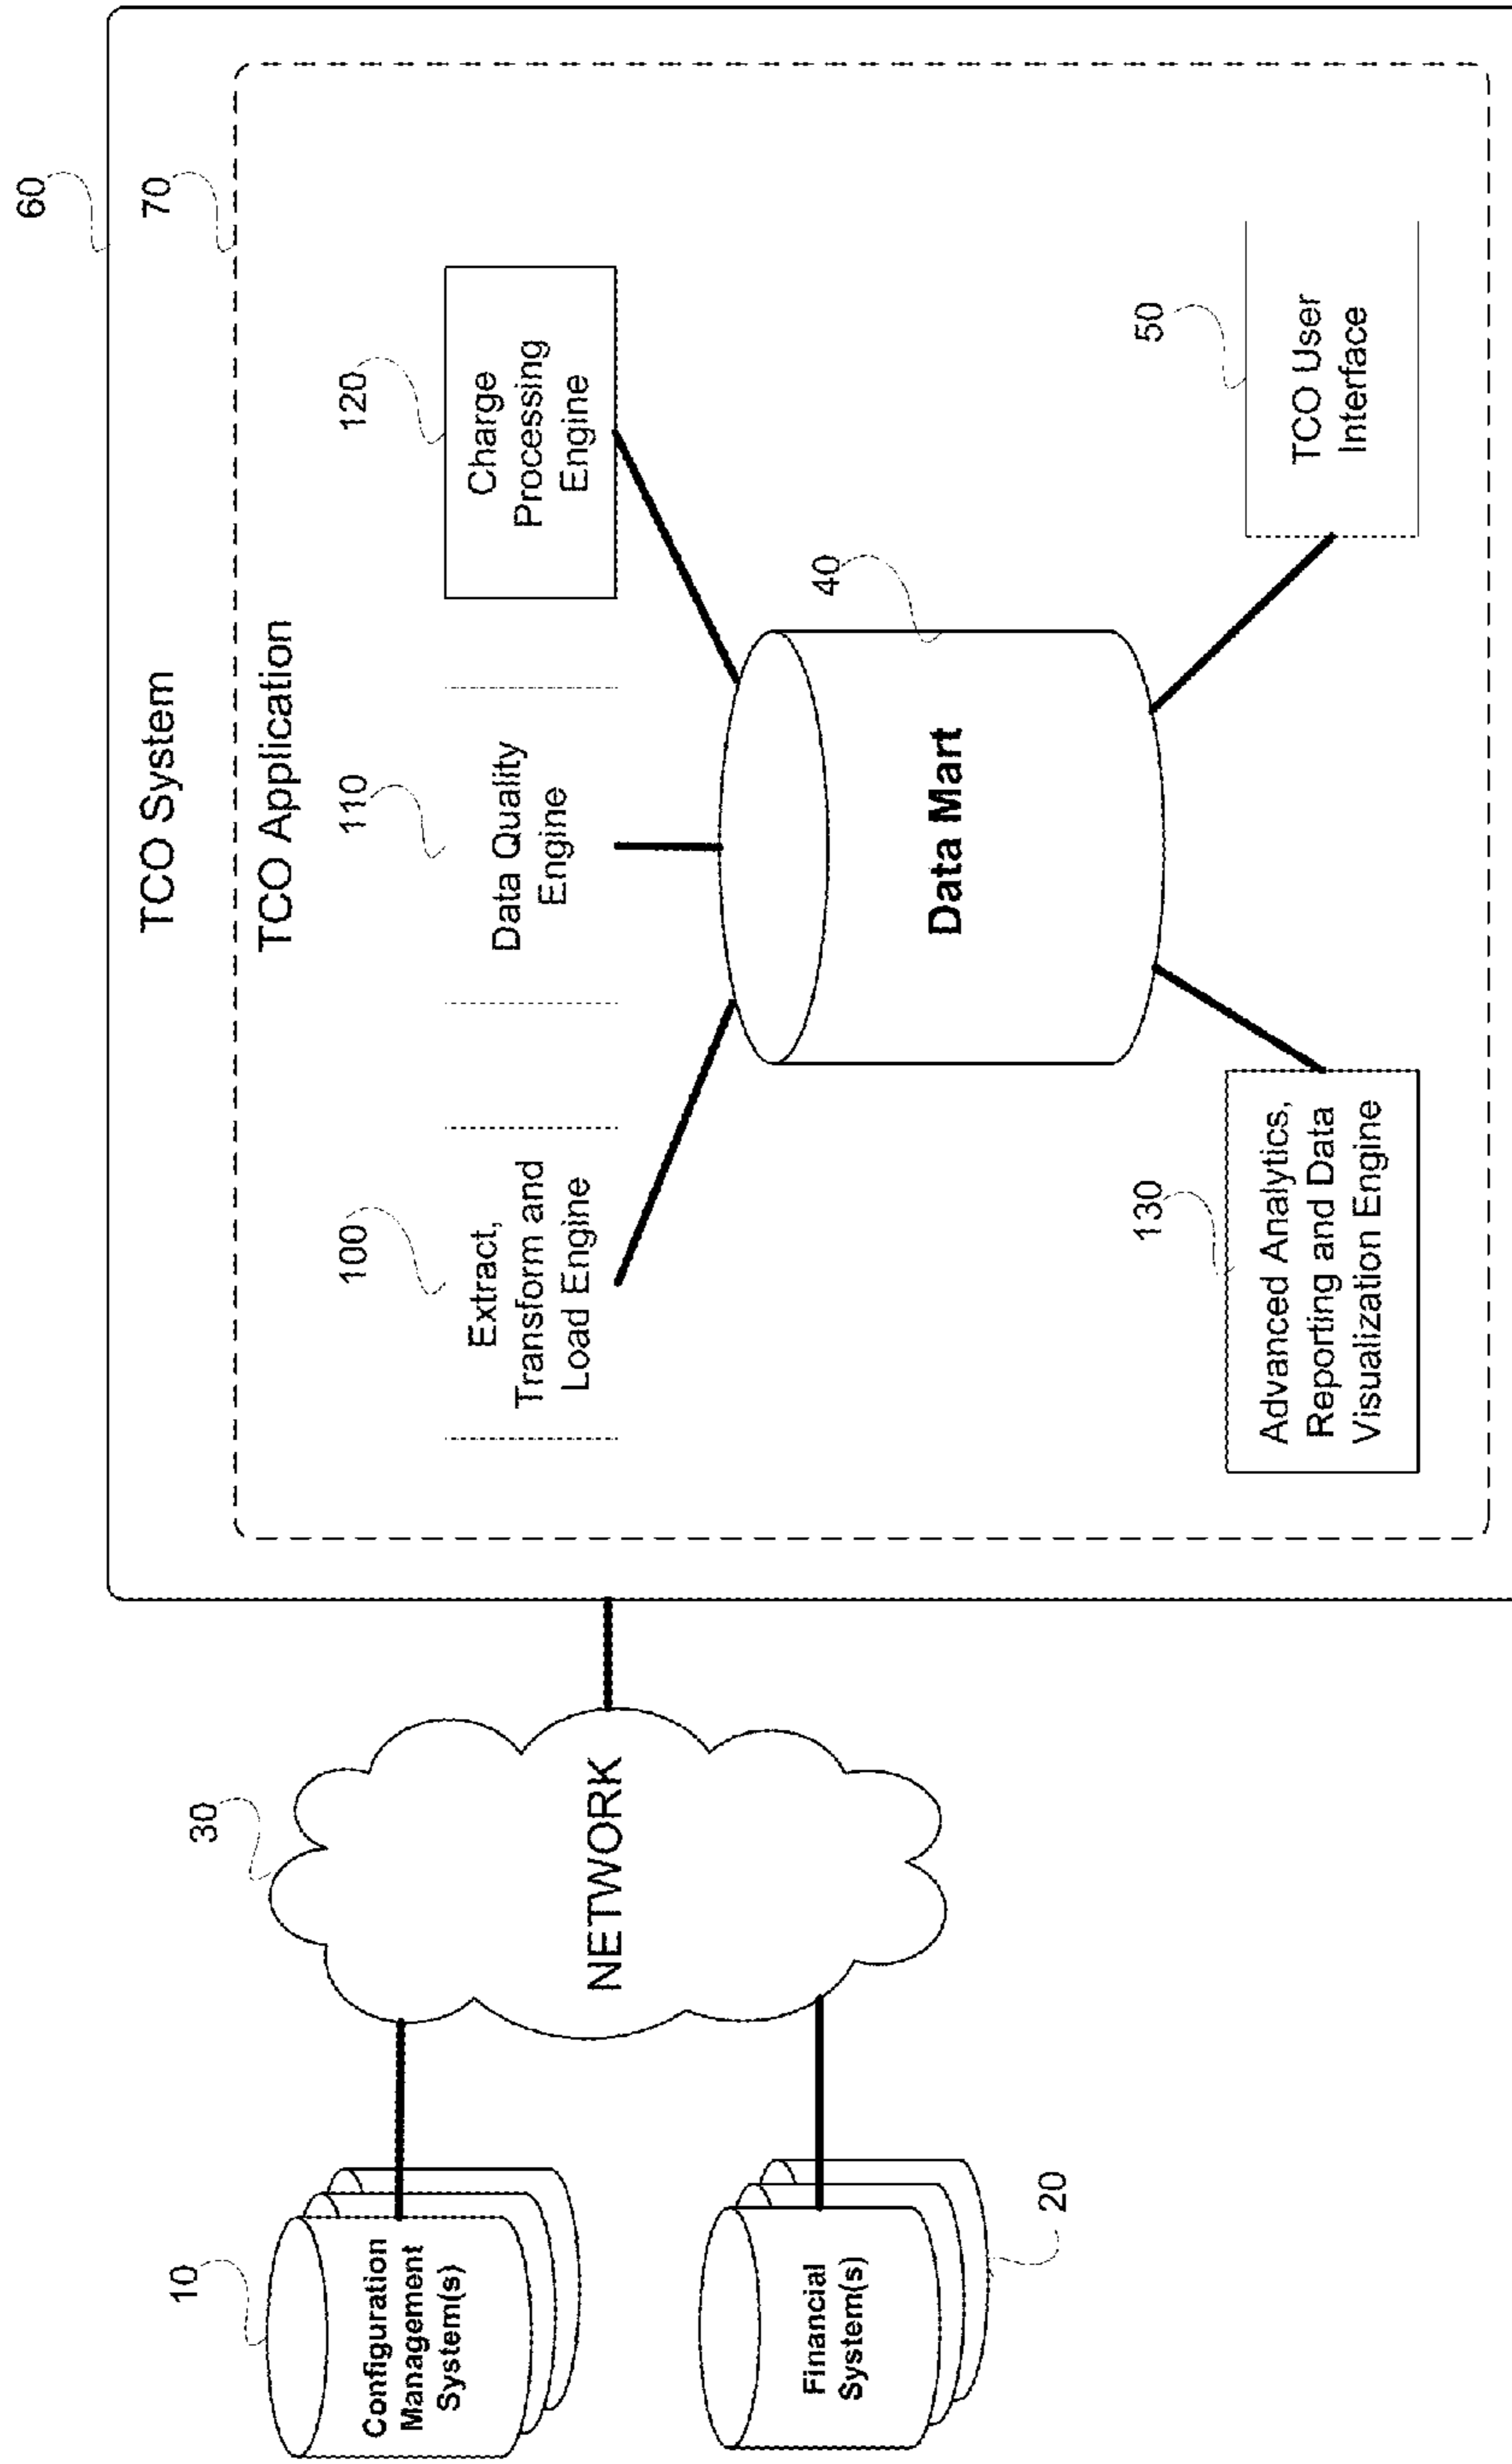 60
TCO System
70
TCO Application
10
Configuration
Management
System(s)
30
NETWORK
20
Financial
System(s)
100
Extract,
Transform and
Load Engine
110
Data Quality
Engine
120
Charge
Processing
Engine
40
Data Mart
130
Advanced Analytics,
Reporting and Data
Visualization Engine
50
TCO User
Interface